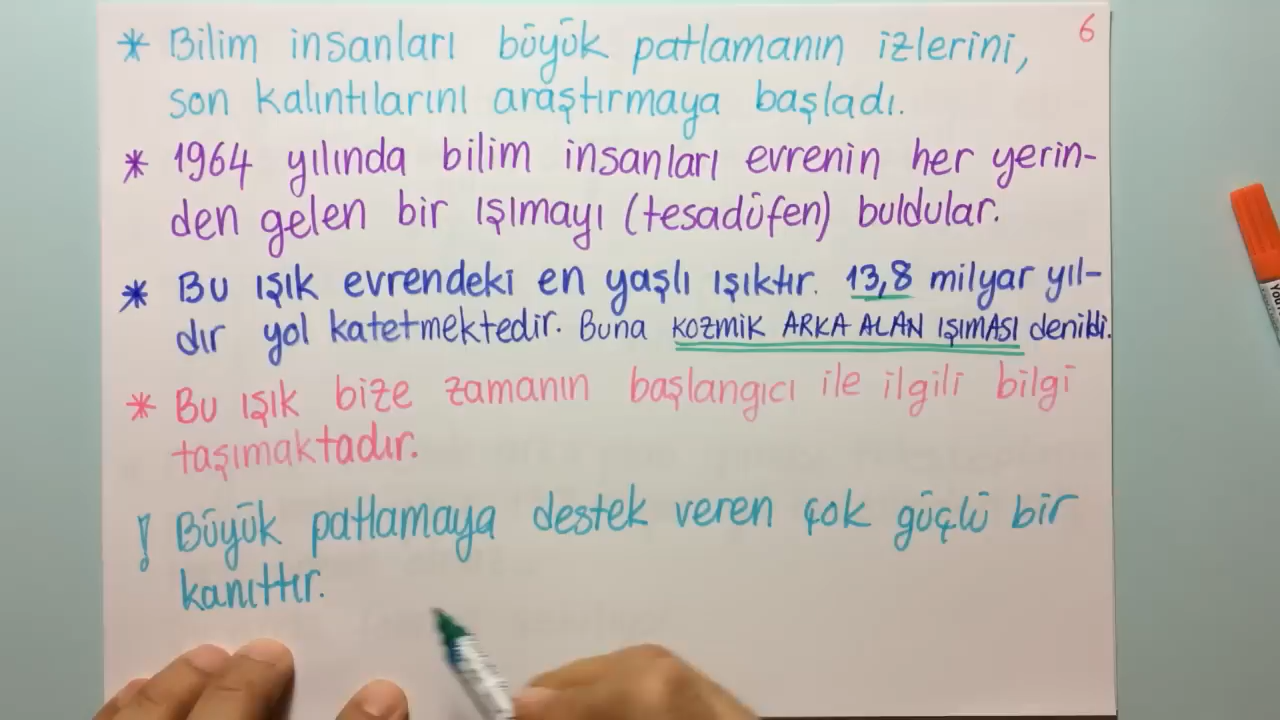 6
* Bilim insanları büyük patlamanın izlerini,
son kalıntılarını araştırmaya başladı.
* 1964 yılında bilim insanları evrenin her yerin-
den gelen bir ışımayı (tesadüfen) buldular.
* Bu ışık evrendeki en yaşlı ışıktır. 13,8 milyar yıl-
dır yol katetmektedir. Buna KOZMİK ARKA ALAN IŞIMASI denildi.
* Bu ışık bize zamanın başlangıcı ile ilgili bilgi
taşımaktadır.
! Büyük patlamaya destek veren çok güçlü bir
kanıttır.